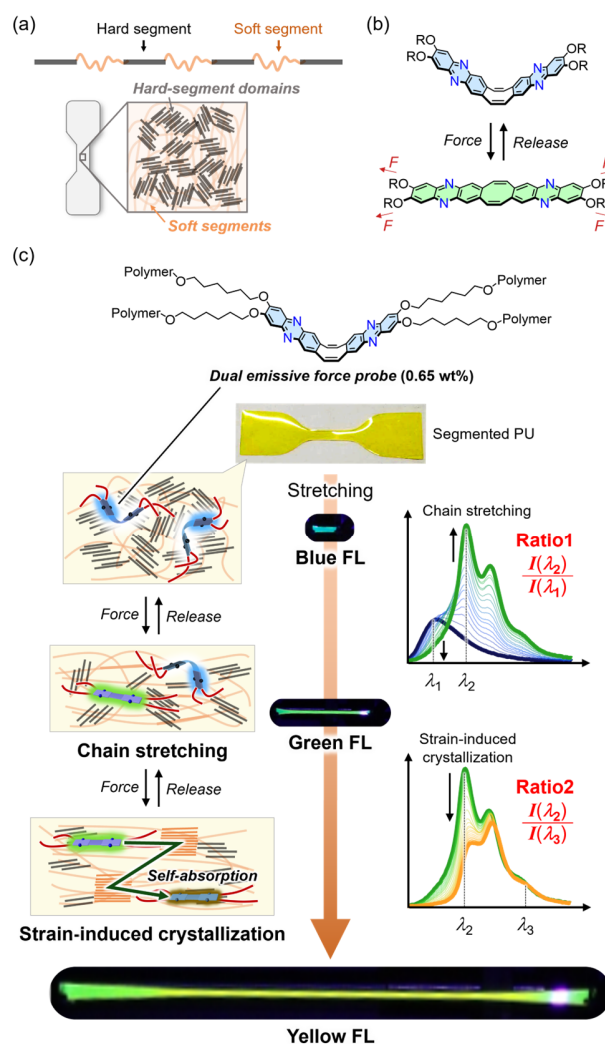 (a)
Hard segment
Soft segment
Hard-segment domains
Soft segments
(b)
RO
RO
N
N
N
N
OR
OR
Force
Release
F
F
RO
RO
N
N
N
N
OR
OR
F
F
(c)
Polymer
O
O
Polymer
O
O
N
N
N
N
O
O
Polymer
O
O
Polymer
Dual emissive force probe (0.65 wt%)
Segmented PU
Stretching
Blue FL
Chain stretching
Ratio1
I(λ2)
I(λ1)
λ1
λ2
Force
Release
Chain stretching
Green FL
Force
Release
Strain-induced
crystallization
Ratio2
I(λ2)
I(λ3)
λ2
λ3
Self-absorption
Strain-induced crystallization
Yellow FL